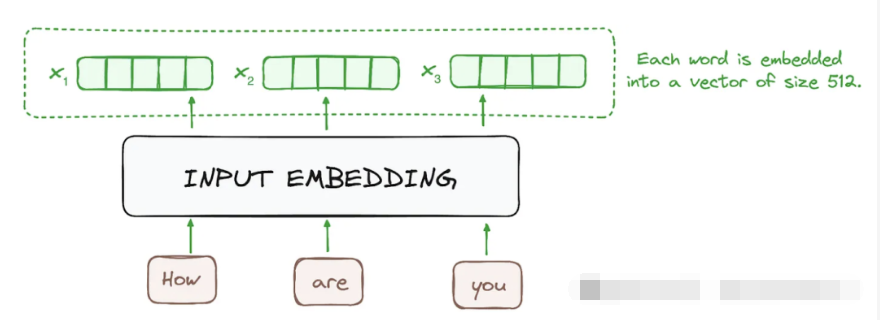 x1
x2
x3
Each word is embedded
into a vector of size 512.
INPUT EMBEDDING
How
are
you